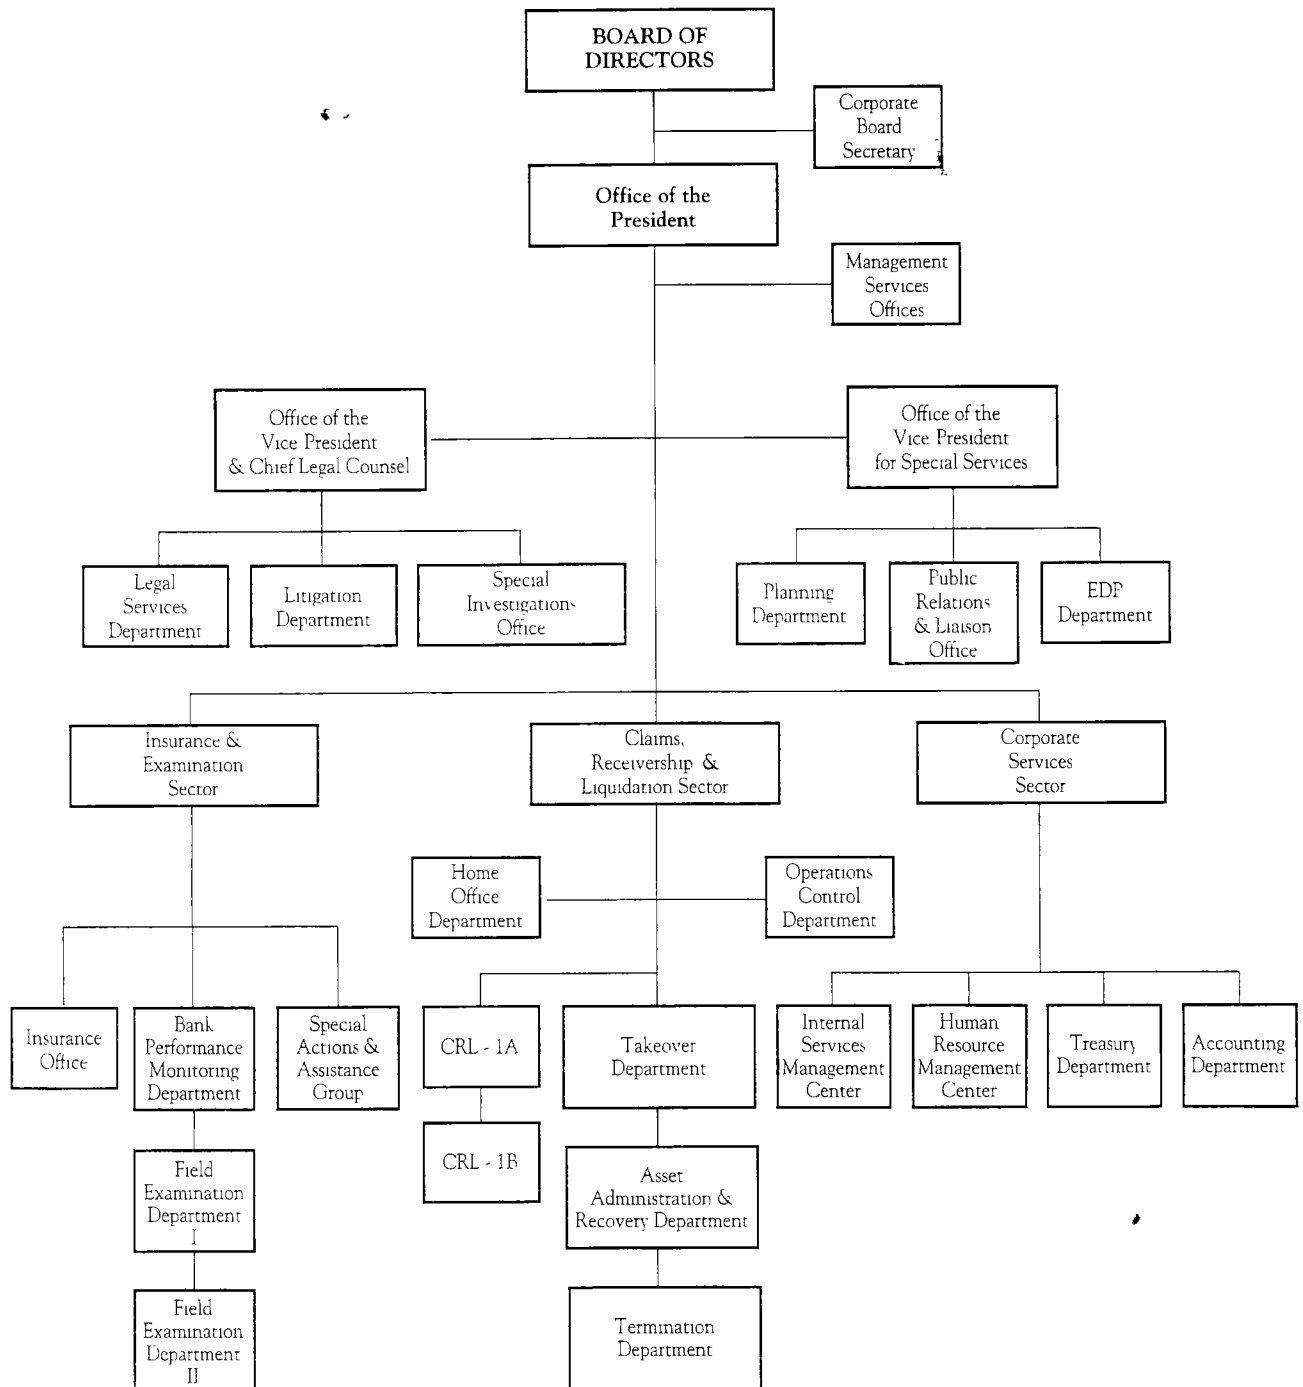 BOARD OF
DIRECTORS
Corporate
Board
Secretary
Office of the
President
Management
Services
Offices
Office of the
Vice President
& Chief Legal Counsel
Office of the
Vice President
for Special Services
Legal
Services
Department
Litigation
Department
Special
Investigations
Office
Planning
Department
Public
Relations
& Liaison
Office
EDP
Department
Insurance &
Examination
Sector
Claims,
Receivership &
Liquidation Sector
Corporate
Services
Sector
Home
Office
Department
Operations
Control
Department
Insurance
Office
Bank
Performance
Monitoring
Department
Special
Actions &
Assistance
Group
CRL - 1A
Takeover
Department
Internal
Services
Management
Center
Human
Resource
Management
Center
Treasury
Department
Accounting
Department
Field
Examination
Department
I
CRL - 1B
Asset
Administration &
Recovery Department
Field
Examination
Department
II
Termination
Department